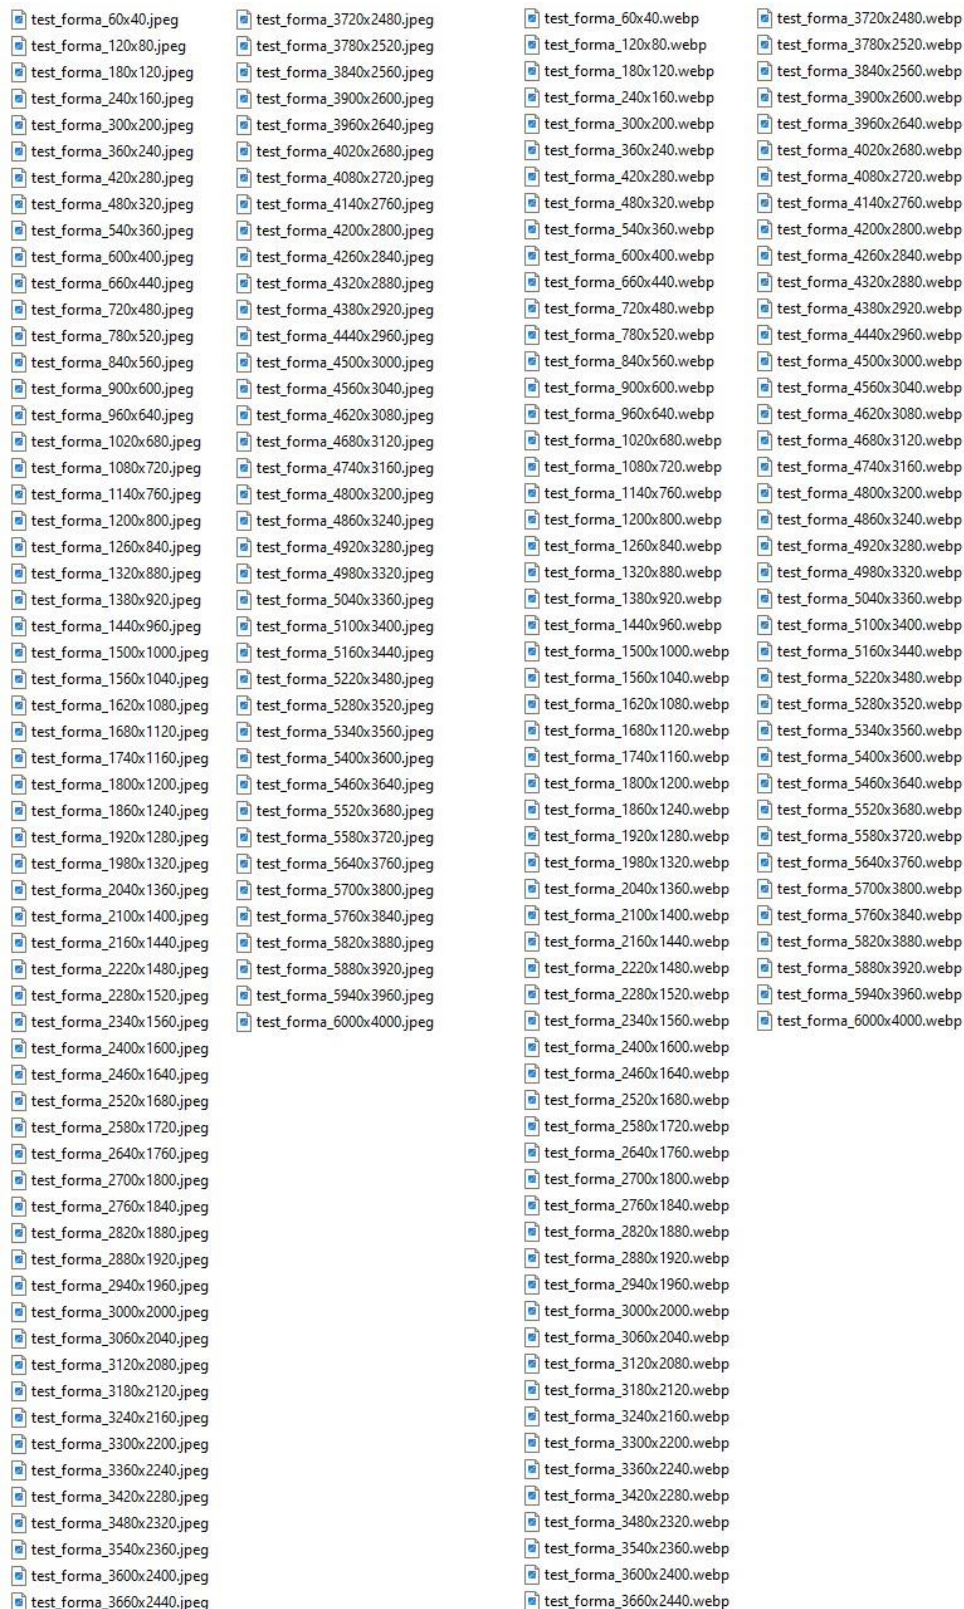 test_forma_60x40.jpeg
test_forma_120x80.jpeg
test_forma_180x120.jpeg
test_forma_240x160.jpeg
test_forma_300x200.jpeg
test_forma_360x240.jpeg
test_forma_420x280.jpeg
test_forma_480x320.jpeg
test_forma_540x360.jpeg
test_forma_600x400.jpeg
test_forma_660x440.jpeg
test_forma_720x480.jpeg
test_forma_780x520.jpeg
test_forma_840x560.jpeg
test_forma_900x600.jpeg
test_forma_960x640.jpeg
test_forma_1020x680.jpeg
test_forma_1080x720.jpeg
test_forma_1140x760.jpeg
test_forma_1200x800.jpeg
test_forma_1260x840.jpeg
test_forma_1320x880.jpeg
test_forma_1380x920.jpeg
test_forma_1440x960.jpeg
test_forma_1500x1000.jpeg
test_forma_1560x1040.jpeg
test_forma_1620x1080.jpeg
test_forma_1680x1120.jpeg
test_forma_1740x1160.jpeg
test_forma_1800x1200.jpeg
test_forma_1860x1240.jpeg
test_forma_1920x1280.jpeg
test_forma_1980x1320.jpeg
test_forma_2040x1360.jpeg
test_forma_2100x1400.jpeg
test_forma_2160x1440.jpeg
test_forma_2220x1480.jpeg
test_forma_2280x1520.jpeg
test_forma_2340x1560.jpeg
test_forma_2400x1600.jpeg
test_forma_2460x1640.jpeg
test_forma_2520x1680.jpeg
test_forma_2580x1720.jpeg
test_forma_2640x1760.jpeg
test_forma_2700x1800.jpeg
test_forma_2760x1840.jpeg
test_forma_2820x1880.jpeg
test_forma_2880x1920.jpeg
test_forma_2940x1960.jpeg
test_forma_3000x2000.jpeg
test_forma_3060x2040.jpeg
test_forma_3120x2080.jpeg
test_forma_3180x2120.jpeg
test_forma_3240x2160.jpeg
test_forma_3300x2200.jpeg
test_forma_3360x2240.jpeg
test_forma_3420x2280.jpeg
test_forma_3480x2320.jpeg
test_forma_3540x2360.jpeg
test_forma_3600x2400.jpeg
test_forma_3660x2440.jpeg
test_forma_3720x2480.jpeg
test_forma_3780x2520.jpeg
test_forma_3840x2560.jpeg
test_forma_3900x2600.jpeg
test_forma_3960x2640.jpeg
test_forma_4020x2680.jpeg
test_forma_4080x2720.jpeg
test_forma_4140x2760.jpeg
test_forma_4200x2800.jpeg
test_forma_4260x2840.jpeg
test_forma_4320x2880.jpeg
test_forma_4380x2920.jpeg
test_forma_4440x2960.jpeg
test_forma_4500x3000.jpeg
test_forma_4560x3040.jpeg
test_forma_4620x3080.jpeg
test_forma_4680x3120.jpeg
test_forma_4740x3160.jpeg
test_forma_4800x3200.jpeg
test_forma_4860x3240.jpeg
test_forma_4920x3280.jpeg
test_forma_4980x3320.jpeg
test_forma_5040x3360.jpeg
test_forma_5100x3400.jpeg
test_forma_5160x3440.jpeg
test_forma_5220x3480.jpeg
test_forma_5280x3520.jpeg
test_forma_5340x3560.jpeg
test_forma_5400x3600.jpeg
test_forma_5460x3640.jpeg
test_forma_5520x3680.jpeg
test_forma_5580x3720.jpeg
test_forma_5640x3760.jpeg
test_forma_5700x3800.jpeg
test_forma_5760x3840.jpeg
test_forma_5820x3880.jpeg
test_forma_5880x3920.jpeg
test_forma_5940x3960.jpeg
test_forma_6000x4000.jpeg
test_forma_60x40.webp
test_forma_120x80.webp
test_forma_180x120.webp
test_forma_240x160.webp
test_forma_300x200.webp
test_forma_360x240.webp
test_forma_420x280.webp
test_forma_480x320.webp
test_forma_540x360.webp
test_forma_600x400.webp
test_forma_660x440.webp
test_forma_720x480.webp
test_forma_780x520.webp
test_forma_840x560.webp
test_forma_900x600.webp
test_forma_960x640.webp
test_forma_1020x680.webp
test_forma_1080x720.webp
test_forma_1140x760.webp
test_forma_1200x800.webp
test_forma_1260x840.webp
test_forma_1320x880.webp
test_forma_1380x920.webp
test_forma_1440x960.webp
test_forma_1500x1000.webp
test_forma_1560x1040.webp
test_forma_1620x1080.webp
test_forma_1680x1120.webp
test_forma_1740x1160.webp
test_forma_1800x1200.webp
test_forma_1860x1240.webp
test_forma_1920x1280.webp
test_forma_1980x1320.webp
test_forma_2040x1360.webp
test_forma_2100x1400.webp
test_forma_2160x1440.webp
test_forma_2220x1480.webp
test_forma_2280x1520.webp
test_forma_2340x1560.webp
test_forma_2400x1600.webp
test_forma_2460x1640.webp
test_forma_2520x1680.webp
test_forma_2580x1720.webp
test_forma_2640x1760.webp
test_forma_2700x1800.webp
test_forma_2760x1840.webp
test_forma_2820x1880.webp
test_forma_2880x1920.webp
test_forma_2940x1960.webp
test_forma_3000x2000.webp
test_forma_3060x2040.webp
test_forma_3120x2080.webp
test_forma_3180x2120.webp
test_forma_3240x2160.webp
test_forma_3300x2200.webp
test_forma_3360x2240.webp
test_forma_3420x2280.webp
test_forma_3480x2320.webp
test_forma_3540x2360.webp
test_forma_3600x2400.webp
test_forma_3660x2440.webp
test_forma_3720x2480.webp
test_forma_3780x2520.webp
test_forma_3840x2560.webp
test_forma_3900x2600.webp
test_forma_3960x2640.webp
test_forma_4020x2680.webp
test_forma_4080x2720.webp
test_forma_4140x2760.webp
test_forma_4200x2800.webp
test_forma_4260x2840.webp
test_forma_4320x2880.webp
test_forma_4380x2920.webp
test_forma_4440x2960.webp
test_forma_4500x3000.webp
test_forma_4560x3040.webp
test_forma_4620x3080.webp
test_forma_4680x3120.webp
test_forma_4740x3160.webp
test_forma_4800x3200.webp
test_forma_4860x3240.webp
test_forma_4920x3280.webp
test_forma_4980x3320.webp
test_forma_5040x3360.webp
test_forma_5100x3400.webp
test_forma_5160x3440.webp
test_forma_5220x3480.webp
test_forma_5280x3520.webp
test_forma_5340x3560.webp
test_forma_5400x3600.webp
test_forma_5460x3640.webp
test_forma_5520x3680.webp
test_forma_5580x3720.webp
test_forma_5640x3760.webp
test_forma_5700x3800.webp
test_forma_5760x3840.webp
test_forma_5820x3880.webp
test_forma_5880x3920.webp
test_forma_5940x3960.webp
test_forma_6000x4000.webp